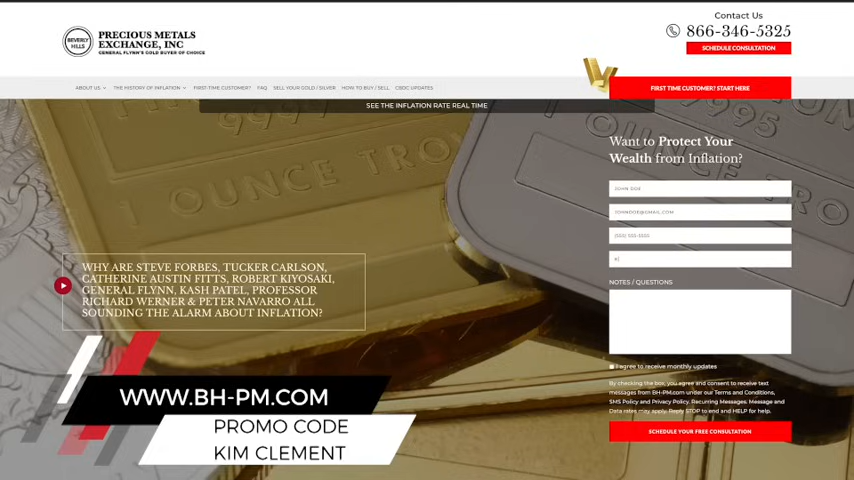 Contact Us
866-346-5325
SCHEDULE CONSULTATION
BEVERLY HILLS
PRECIOUS METALS
EXCHANGE, INC
GENERAL FLYNN'S GOLD BUYER OF CHOICE
ABOUT US
THE HISTORY OF INFLATION
FIRST-TIME CUSTOMER?
FAQ
SELL YOUR GOLD / SILVER
HOW TO BUY / SELL
CBDC UPDATES
FIRST TIME CUSTOMER? START HERE
SEE THE INFLATION RATE REAL TIME
999
1 OUNCE TRO
OUNCE
9995
Want to Protect Your
Wealth from Inflation?
JOHN DOE
JOHNDOE@GMAIL.COM
(555) 555-5555
NOTES / QUESTIONS
I agree to receive monthly updates
By checking the box, you agree and consent to receive text
messages from BH-PM.com under our Terms and Conditions,
SMS Policy and Privacy Policy. Recurring Messages. Message and
Data rates may apply. Reply STOP to end and HELP for help.
SCHEDULE YOUR FREE CONSULTATION
WHY ARE STEVE FORBES, TUCKER CARLSON,
CATHERINE AUSTIN FITTS, ROBERT KIYOSAKI,
GENERAL FLYNN, KASH PATEL, PROFESSOR
RICHARD WERNER & PETER NAVARRO ALL
SOUNDING THE ALARM ABOUT INFLATION?
WWW.BH-PM.COM
PROMO CODE
KIM CLEMENT